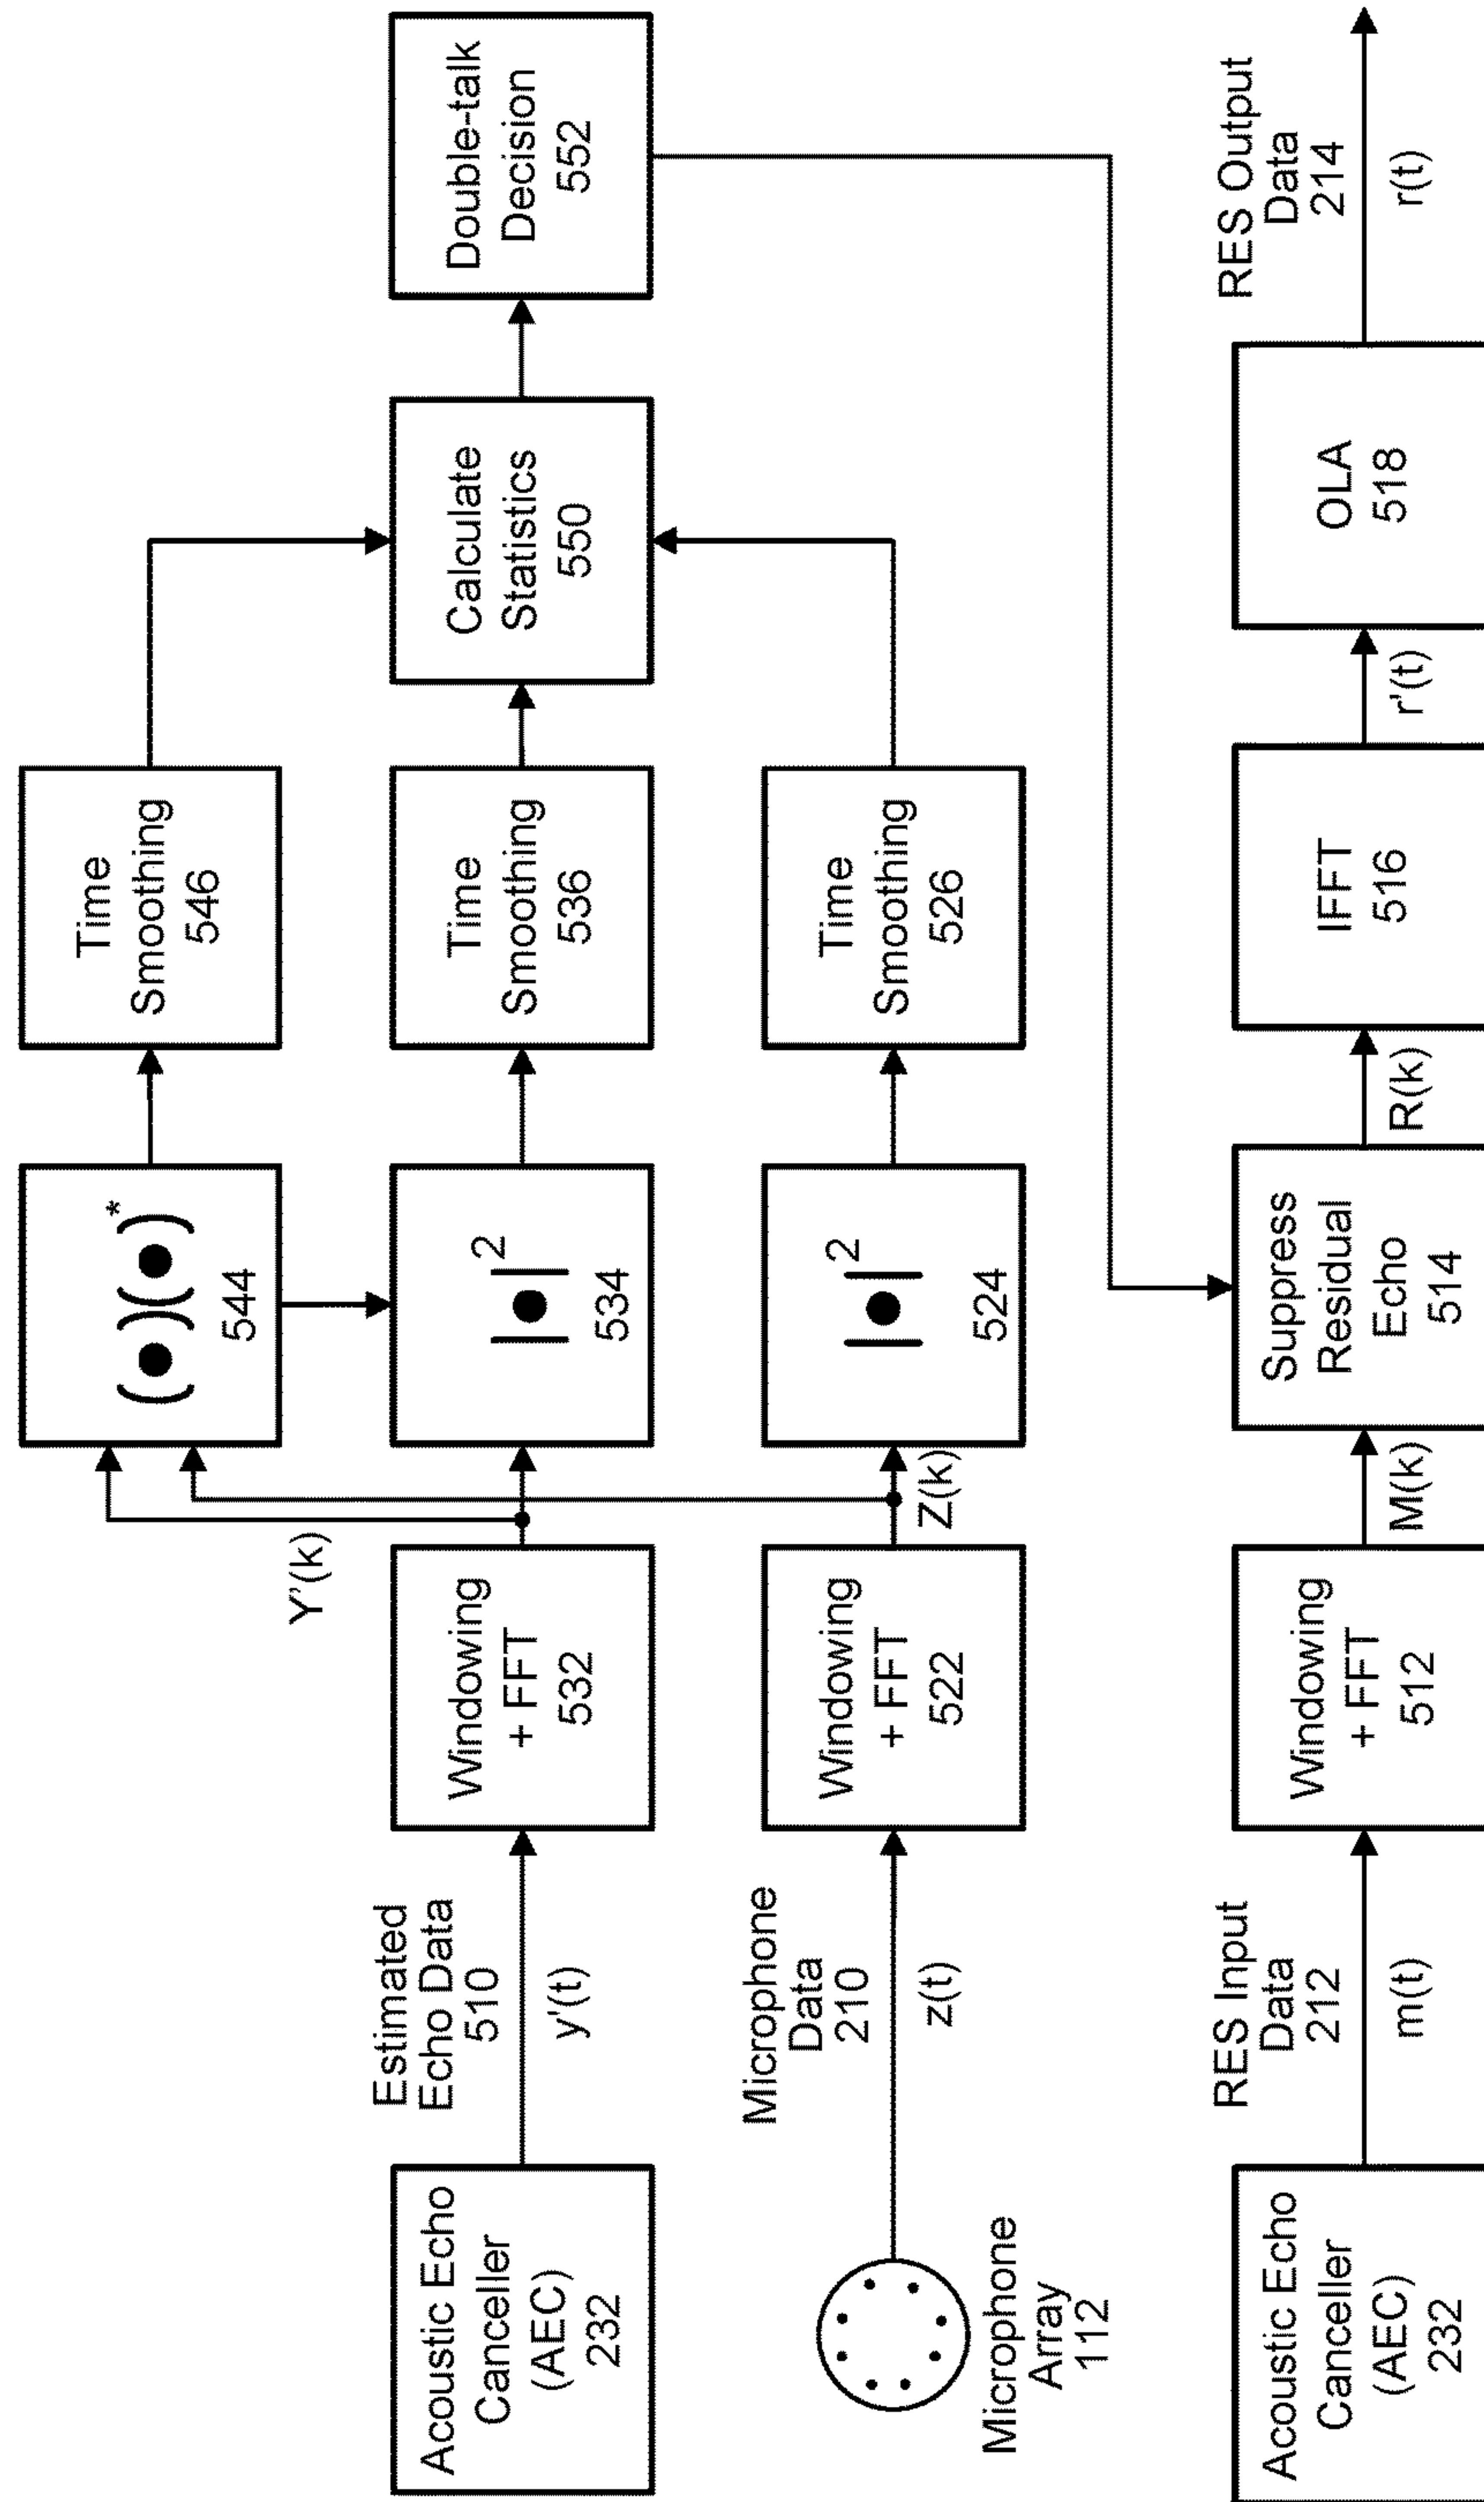 Acoustic Echo
Canceller
(AEC)
232
Estimated
Echo Data
510
y'(t)
Windowing
+ FFT
532
Y'(k)
(●)(●)*
544
Time
Smoothing
546
|●|2
534
Time
Smoothing
536
Calculate
Statistics
550
Double-talk
Decision
552
Microphone
Array
112
Microphone
Data
210
z(t)
Windowing
+ FFT
522
Z(k)
|●|2
524
Time
Smoothing
526
Acoustic Echo
Canceller
(AEC)
232
RES Input
Data
212
m(t)
Windowing
+ FFT
512
M(k)
Suppress
Residual
Echo
514
R(k)
IFFT
516
r'(t)
OLA
518
RES Output
Data
214
r(t)